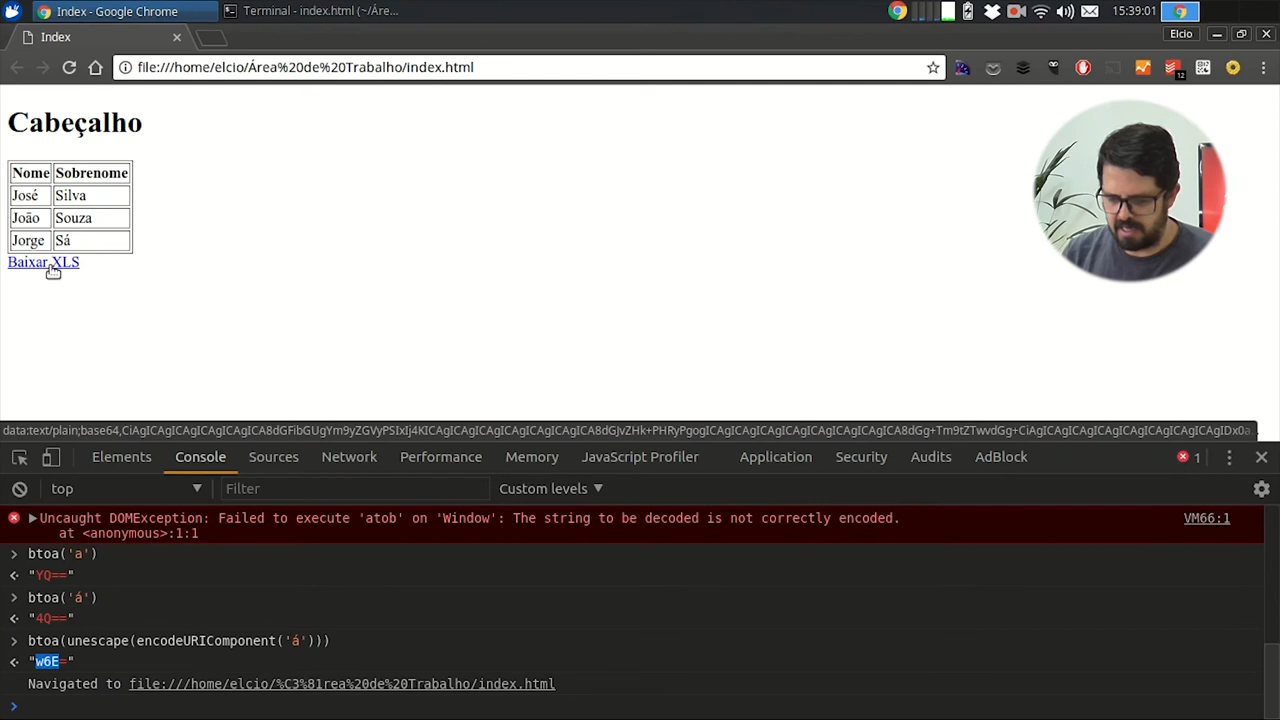 Index - Google Chrome
Terminal - index.html (~/Áre...
15:39:01
Index
Elcio
file:///home/elcio/Área%20de%20Trabalho/index.html
12
Cabeçalho
Nome Sobrenome
José Silva
João Souza
Jorge Sá
Baixar XLS
Elements Console Sources Network Performance Memory JavaScript Profiler Application Security Audits AdBlock 1
top Filter Custom levels
Uncaught DOMException: Failed to execute 'atob' on 'Window': The string to be decoded is not correctly encoded. VM66:1
at <anonymous>:1:1
> btoa('a')
"YQ=="
> btoa('á')
"4Q=="
> btoa(unescape(encodeURIComponent('á')))
"w6E="
Navigated to file:///home/elcio/%C3%81rea%20de%20Trabalho/index.html
>